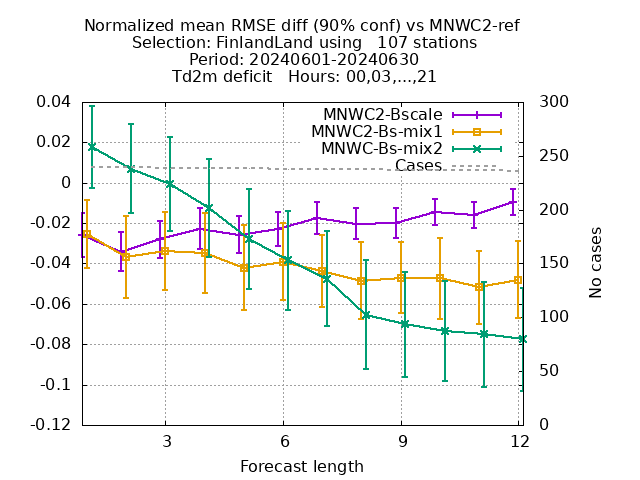 Normalized mean RMSE diff (90% conf) vs MNWC2-ref
Selection: FinlandLand using   107 stations
Period: 20240601-20240630
Td2m deficit   Hours: 00,03,...,21
0.04
0.02
0
-0.02
-0.04
-0.06
-0.08
-0.1
-0.12
MNWC2-Bscale
MNWC2-Bs-mix1
MNWC-Bs-mix2
Cases
300
250
200
150
100
50
0
No cases
3
6
9
12
Forecast length